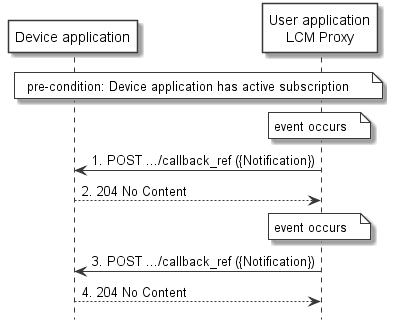 Device application
User application
LCM Proxy
pre-condition: Device application has active subscription
event occurs
1. POST .../callback_ref ({Notification})
2. 204 No Content
event occurs
3. POST .../callback_ref ({Notification})
4. 204 No Content